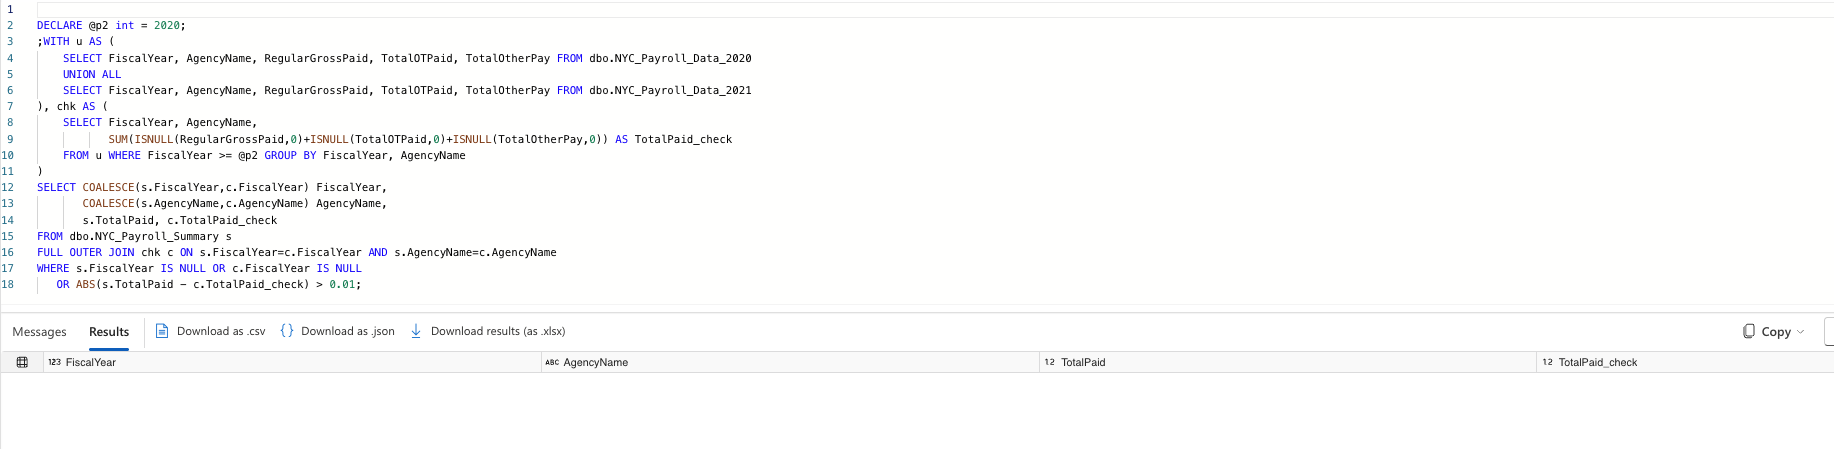 1
2 DECLARE @p2 int = 2020;
3 ;WITH u AS (
4 SELECT FiscalYear, AgencyName, RegularGrossPaid, TotalOTPaid, TotalOtherPay FROM dbo.NYC_Payroll_Data_2020
5 UNION ALL
6 SELECT FiscalYear, AgencyName, RegularGrossPaid, TotalOTPaid, TotalOtherPay FROM dbo.NYC_Payroll_Data_2021
7 ), chk AS (
8 SELECT FiscalYear, AgencyName,
9 SUM(ISNULL(RegularGrossPaid,0)+ISNULL(TotalOTPaid,0)+ISNULL(TotalOtherPay,0)) AS TotalPaid_check
10 FROM u WHERE FiscalYear >= @p2 GROUP BY FiscalYear, AgencyName
11 )
12 SELECT COALESCE(s.FiscalYear,c.FiscalYear) FiscalYear,
13 COALESCE(s.AgencyName,c.AgencyName) AgencyName,
14 s.TotalPaid, c.TotalPaid_check
15 FROM dbo.NYC_Payroll_Summary s
16 FULL OUTER JOIN chk c ON s.FiscalYear=c.FiscalYear AND s.AgencyName=c.AgencyName
17 WHERE s.FiscalYear IS NULL OR c.FiscalYear IS NULL
18 OR ABS(s.TotalPaid - c.TotalPaid_check) > 0.01;
Messages Results Download as .csv {} Download as .json Download results (as .xlsx) Copy
123 FiscalYear ABC AgencyName 12 TotalPaid 12 TotalPaid_check